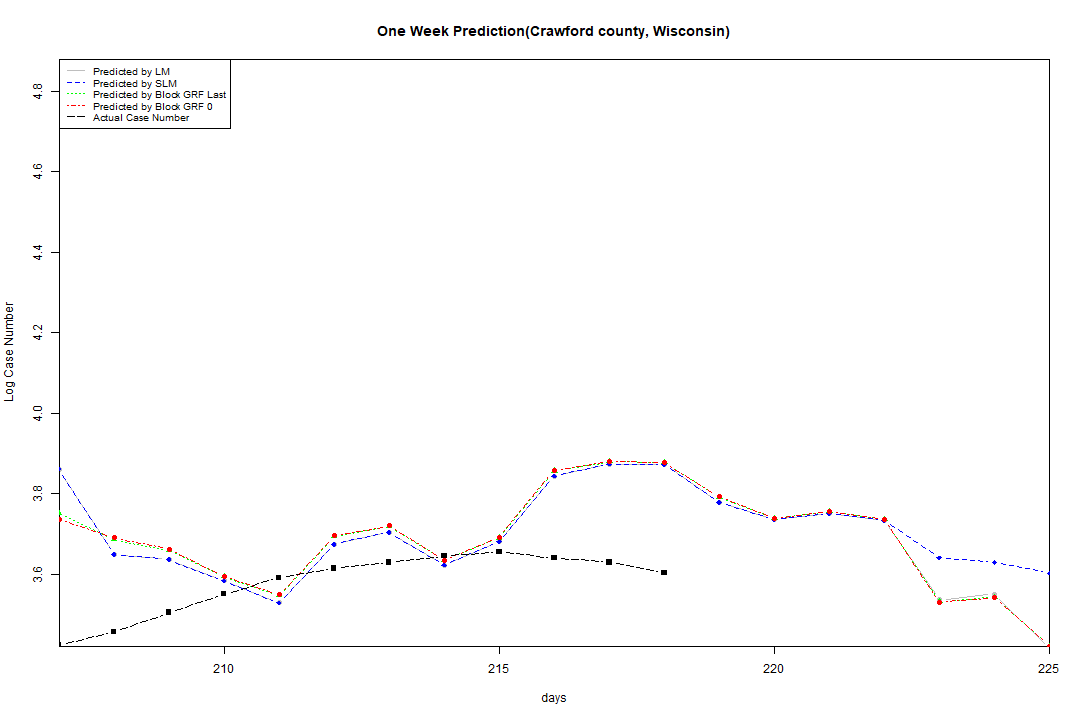 One Week Prediction(Crawford county, Wisconsin)
Predicted by LM
Predicted by SLM
Predicted by Block GRF Last
Predicted by Block GRF 0
Actual Case Number
4.8
4.6
4.4
4.2
4.0
3.8
3.6
Log Case Number
210 215 220 225
days